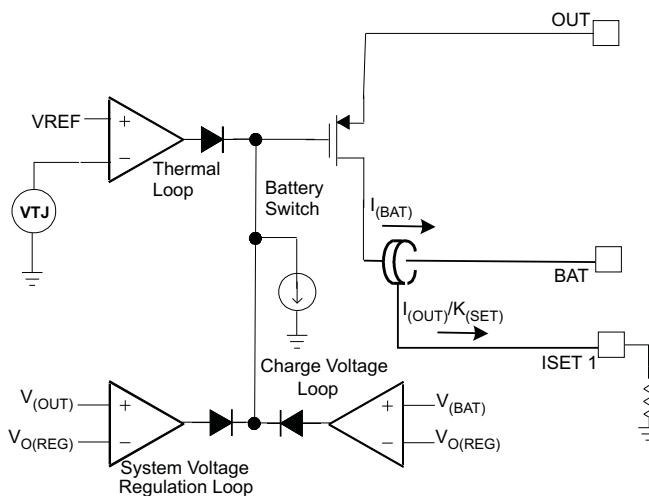 OUT
VREF
+
−
Thermal
Loop
VTJ
Battery
Switch
I(BAT)
BAT
I(OUT)/K(SET)
ISET 1
Charge Voltage
Loop
V(OUT)
+
VO(REG)
−
System Voltage
Regulation Loop
+
V(BAT)
−
VO(REG)